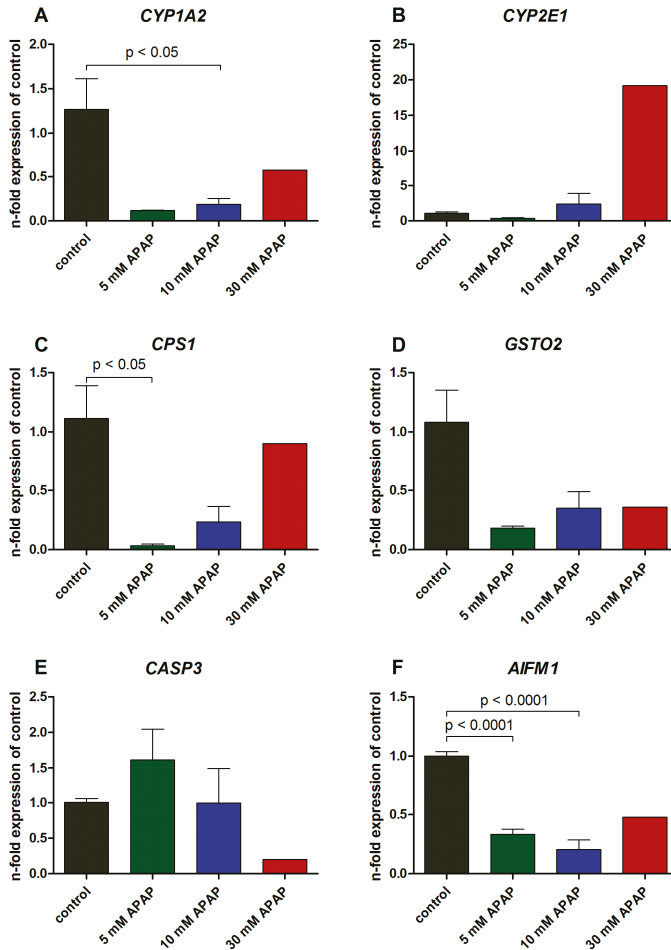 A
CYP1A2
n-fold expression of control
2.0
1.5
1.0
0.5
0.0
p < 0.05
control
5 mM APAP
10 mM APAP
30 mM APAP
B
CYP2E1
n-fold expression of control
25
20
15
10
5
0
control
5 mM APAP
10 mM APAP
30 mM APAP
C
CPS1
n-fold expression of control
1.5
1.0
0.5
0.0
p < 0.05
control
5 mM APAP
10 mM APAP
30 mM APAP
D
GSTO2
n-fold expression of control
1.5
1.0
0.5
0.0
control
5 mM APAP
10 mM APAP
30 mM APAP
E
CASP3
n-fold expression of control
2.5
2.0
1.5
1.0
0.5
0.0
control
5 mM APAP
10 mM APAP
30 mM APAP
F
AIFM1
n-fold expression of control
1.5
1.0
0.5
0.0
p < 0.0001
p < 0.0001
control
5 mM APAP
10 mM APAP
30 mM APAP